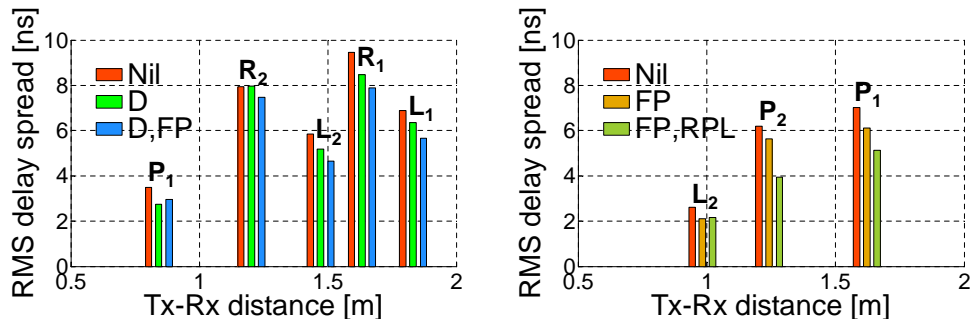 RMS delay spread [ns]
10
8
6
4
2
0
Nil
D
D,FP
P1
R2
L2
R1
L1
0.5
1
1.5
2
Tx-Rx distance [m]
RMS delay spread [ns]
10
8
6
4
2
0
Nil
FP
FP,RPL
L2
P2
P1
0.5
1
1.5
2
Tx-Rx distance [m]